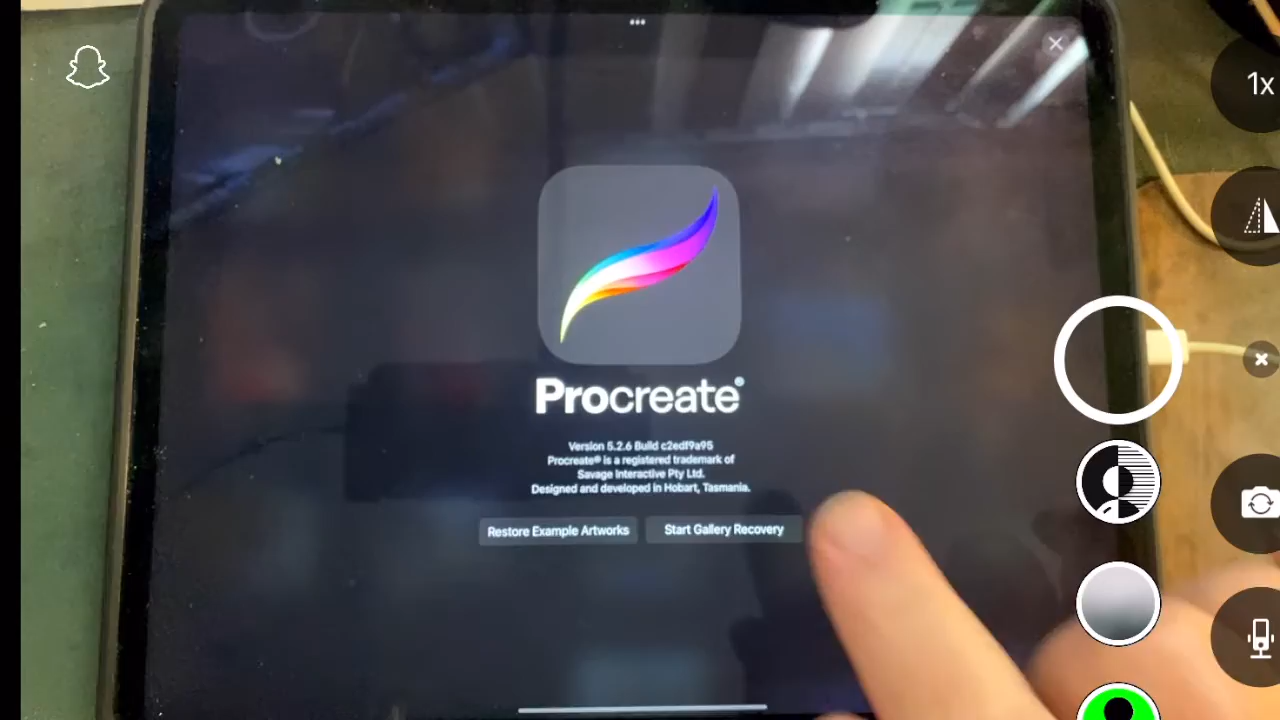 1x
Procreate®
Version 5.2.6 Build c2edf9a95
Procreate® is a registered trademark of
Savage Interactive Pty Ltd.
Designed and developed in Hobart, Tasmania.
Restore Example Artworks
Start Gallery Recovery